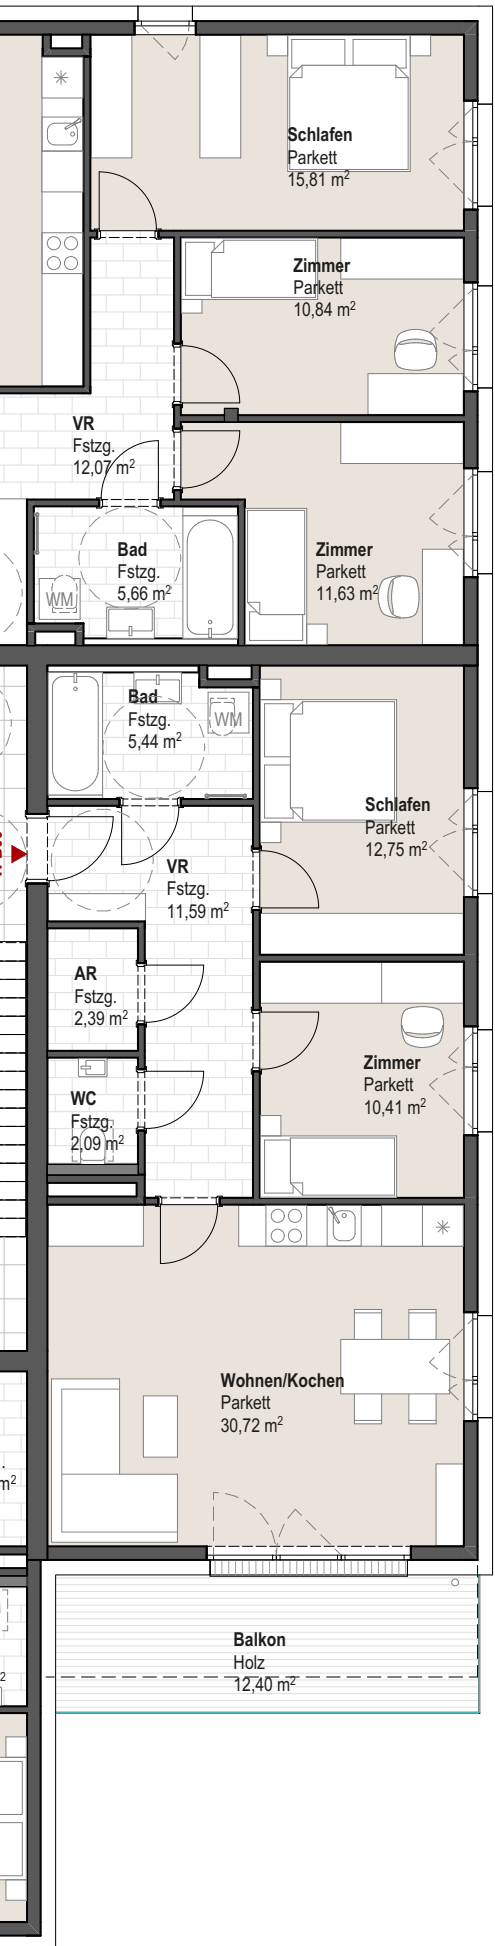 Schlafen
Parkett
15,81 m²
Zimmer
Parkett
10,84 m²
VR
Fstzg.
12,07 m²
Zimmer
Parkett
11,63 m²
Bad
Fstzg.
5,66 m²
WM
Bad
Fstzg.
5,44 m²
WM
Schlafen
Parkett
12,75 m²
VR
Fstzg.
11,59 m²
AR
Fstzg.
2,39 m²
Zimmer
Parkett
10,41 m²
WC
Fstzg.
2,09 m²
Wohnen/Kochen
Parkett
30,72 m²
m²
Balkon
Holz
12,40 m²